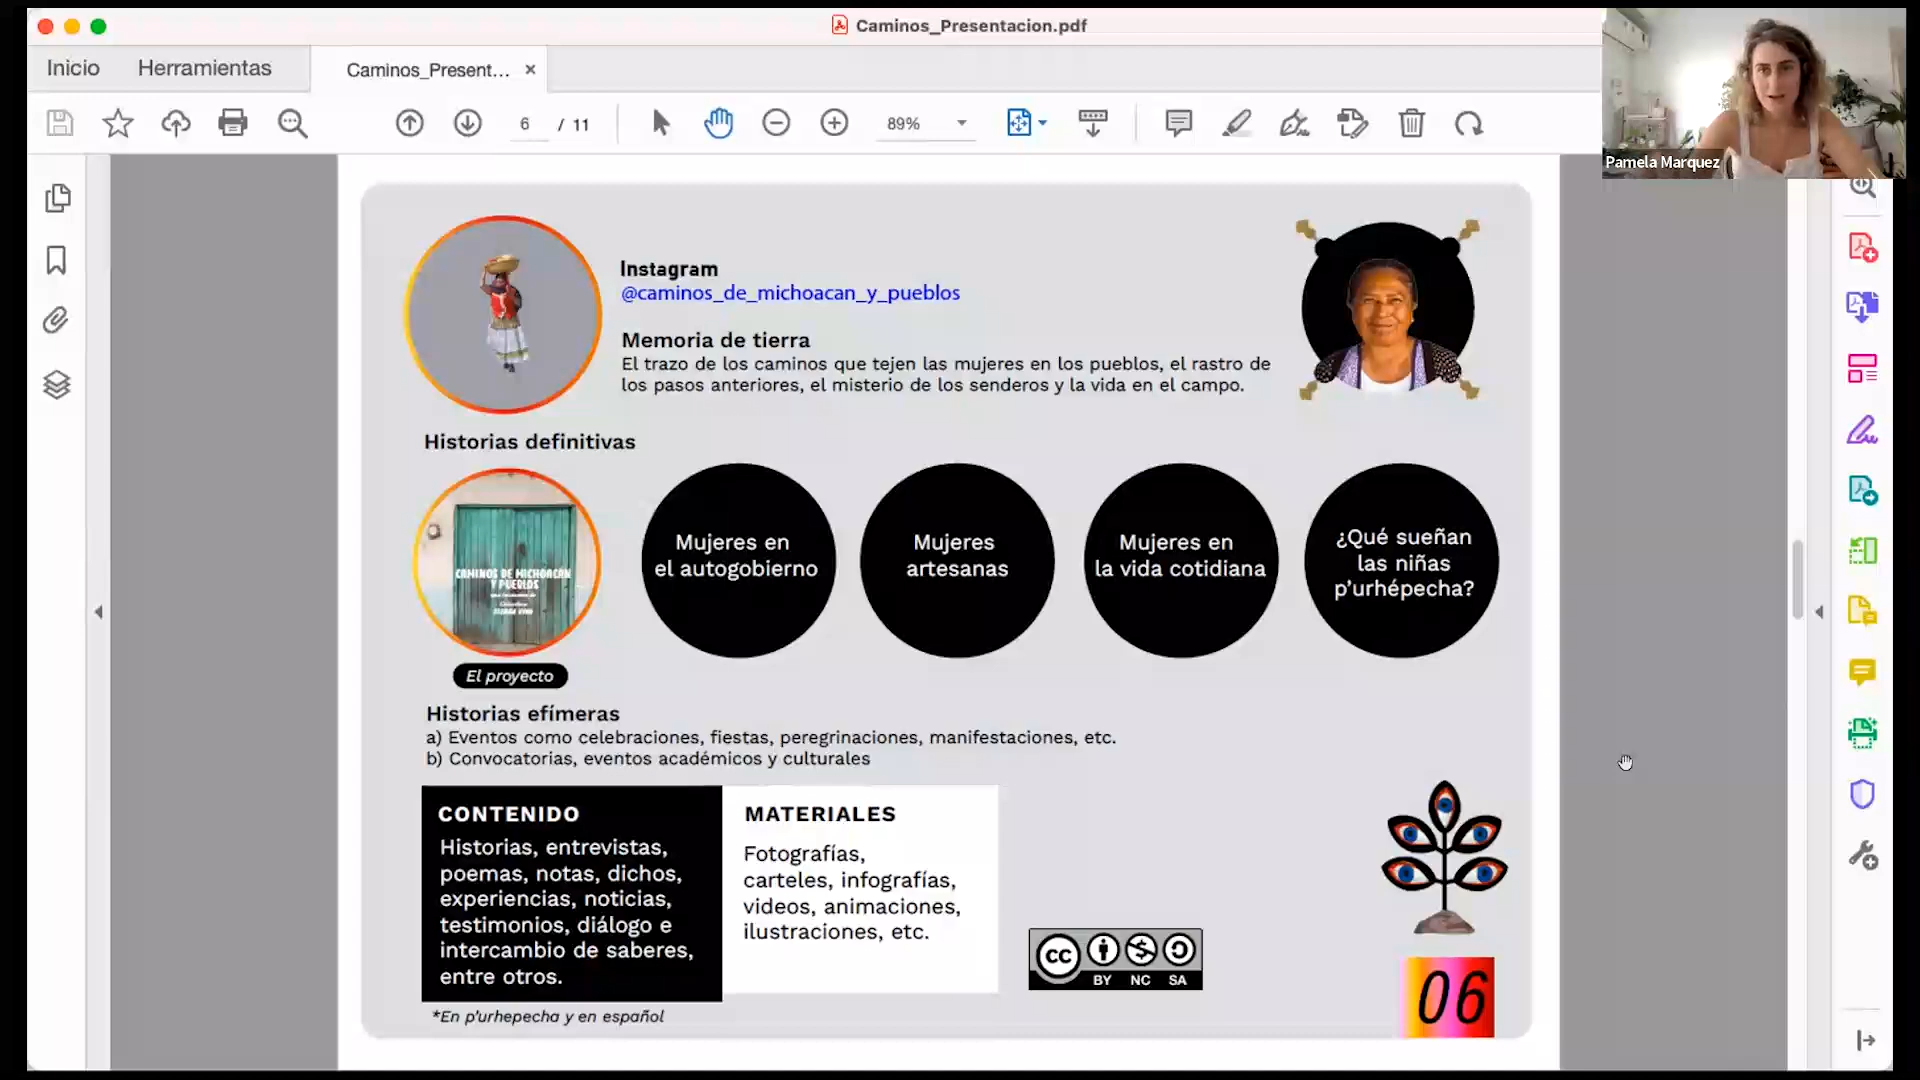 Caminos_Presentacion.pdf
Inicio
Herramientas
Caminos_Present...
6 / 11
89%
Pamela Marquez
Instagram
@caminos_de_michoacan_y_pueblos
Memoria de tierra
El trazo de los caminos que tejen las mujeres en los pueblos, el rastro de
los pasos anteriores, el misterio de los senderos y la vida en el campo.
Historias definitivas
CAMINOS DE MICHOACAN
Y PUEBLOS
Mujeres en
el autogobierno
Mujeres
artesanas
Mujeres en
la vida cotidiana
¿Qué sueñan
las niñas
p'urhépecha?
El proyecto
Historias efímeras
a) Eventos como celebraciones, fiestas, peregrinaciones, manifestaciones, etc.
b) Convocatorias, eventos académicos y culturales
CONTENIDO
Historias, entrevistas,
poemas, notas, dichos,
experiencias, noticias,
testimonios, diálogo e
intercambio de saberes,
entre otros.
*En p'urhepecha y en español
MATERIALES
Fotografías,
carteles, infografías,
videos, animaciones,
ilustraciones, etc.
CC
BY NC SA
06